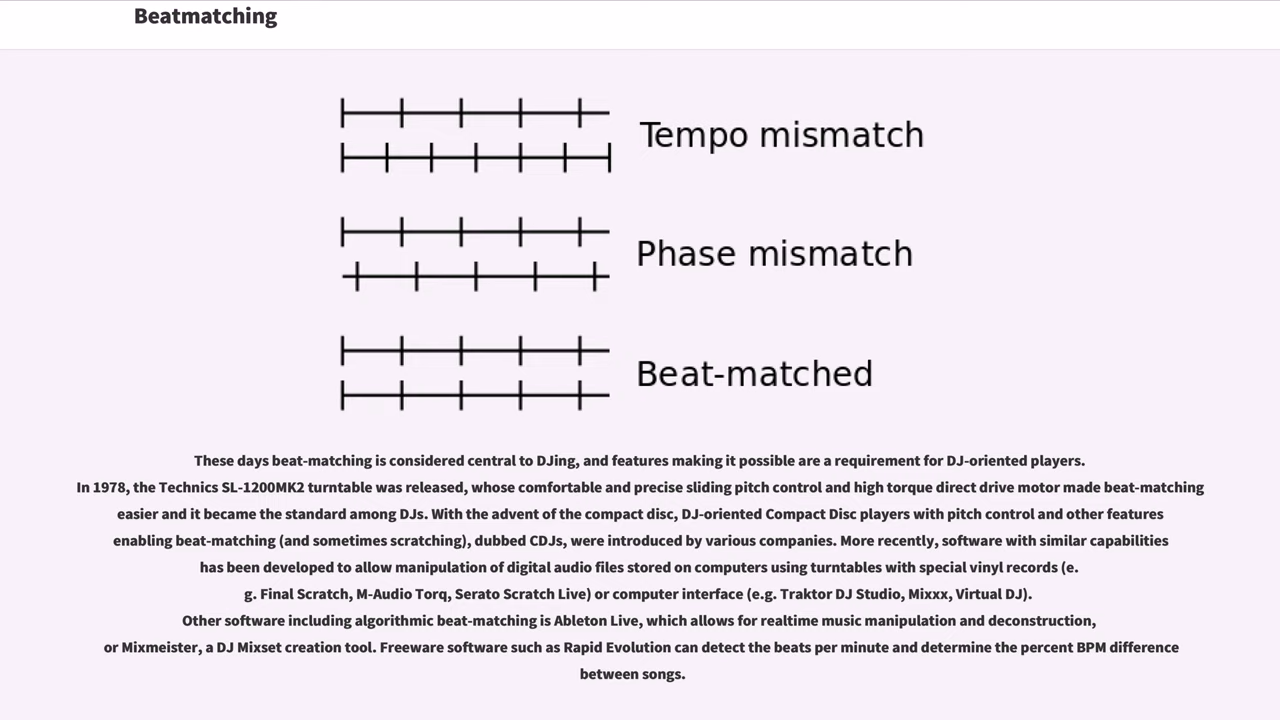 Beatmatching
Tempo mismatch
Phase mismatch
Beat-matched
These days beat-matching is considered central to DJing, and features making it possible are a requirement for DJ-oriented players.
In 1978, the Technics SL-1200MK2 turntable was released, whose comfortable and precise sliding pitch control and high torque direct drive motor made beat-matching
easier and it became the standard among DJs. With the advent of the compact disc, DJ-oriented Compact Disc players with pitch control and other features
enabling beat-matching (and sometimes scratching), dubbed CDJs, were introduced by various companies. More recently, software with similar capabilities
has been developed to allow manipulation of digital audio files stored on computers using turntables with special vinyl records (e.
g. Final Scratch, M-Audio Torq, Serato Scratch Live) or computer interface (e.g. Traktor DJ Studio, Mixxx, Virtual DJ).
Other software including algorithmic beat-matching is Ableton Live, which allows for realtime music manipulation and deconstruction,
or Mixmeister, a DJ Mixset creation tool. Freeware software such as Rapid Evolution can detect the beats per minute and determine the percent BPM difference
between songs.